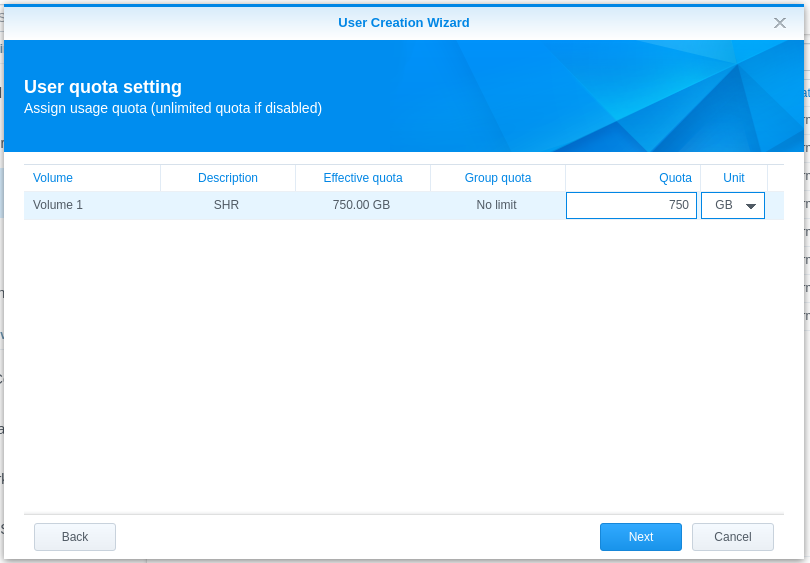 User Creation Wizard
User quota setting
Assign usage quota (unlimited quota if disabled)
Volume Description Effective quota Group quota Quota Unit
Volume 1 SHR 750.00 GB No limit 750 GB
Back Next Cancel